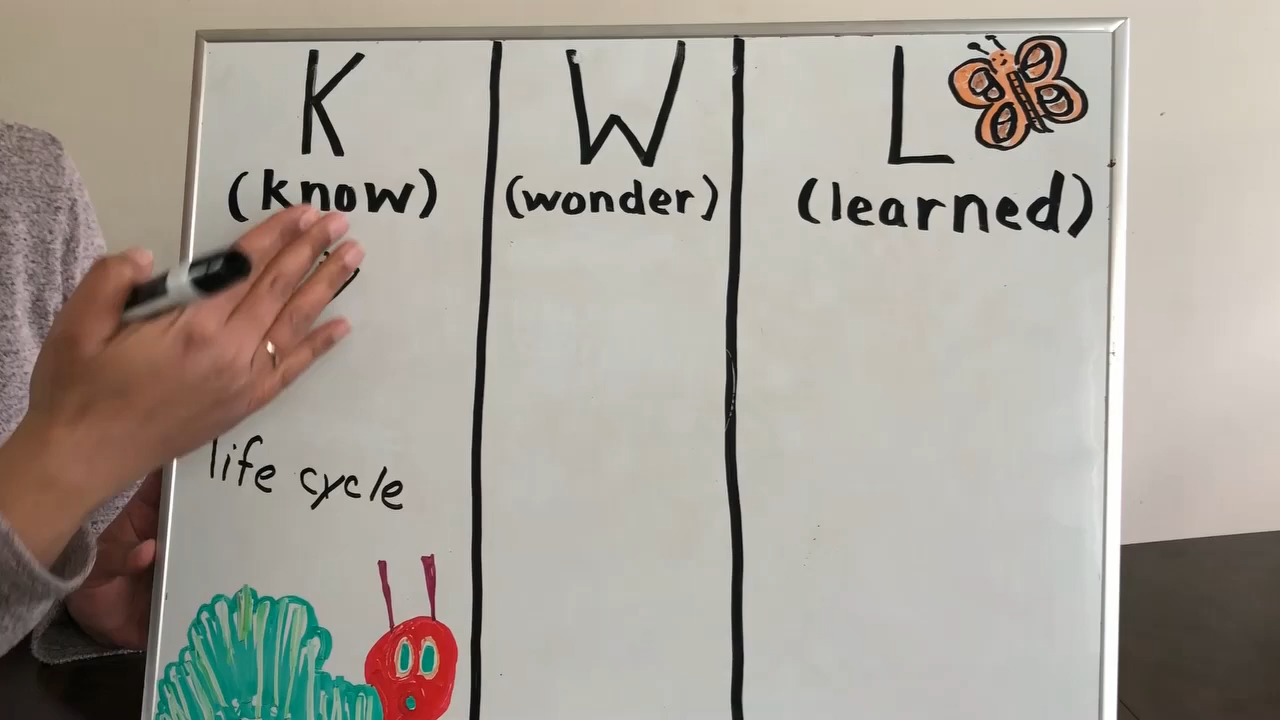 K
(know)
life cycle
W
(wonder)
L
(learned)